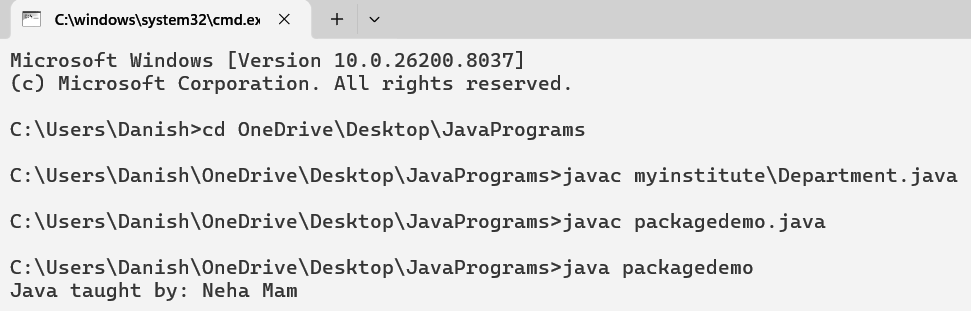 C:\windows\system32\cmd.ex
Microsoft Windows [Version 10.0.26200.8037]
(c) Microsoft Corporation. All rights reserved.
C:\Users\Danish>cd OneDrive\Desktop\JavaPrograms
C:\Users\Danish\OneDrive\Desktop\JavaPrograms>javac myinstitute\Department.java
C:\Users\Danish\OneDrive\Desktop\JavaPrograms>javac packagedemo.java
C:\Users\Danish\OneDrive\Desktop\JavaPrograms>java packagedemo
Java taught by: Neha Mam